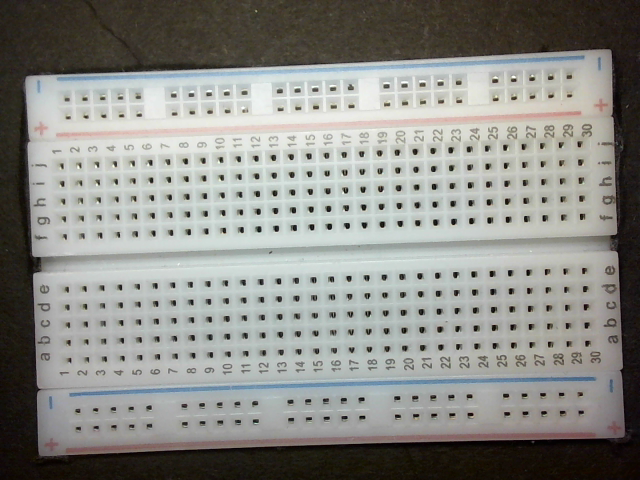 - -
+ +
1 2 3 4 5 6 7 8 9 10 11 12 13 14 15 16 17 18 19 20 21 22 23 24 25 26 27 28 29 30
j j
i i
h h
g g
f f
e e
d d
c c
b b
a a
1 2 3 4 5 6 7 8 9 10 11 12 13 14 15 16 17 18 19 20 21 22 23 24 25 26 27 28 29 30
- -
+ +